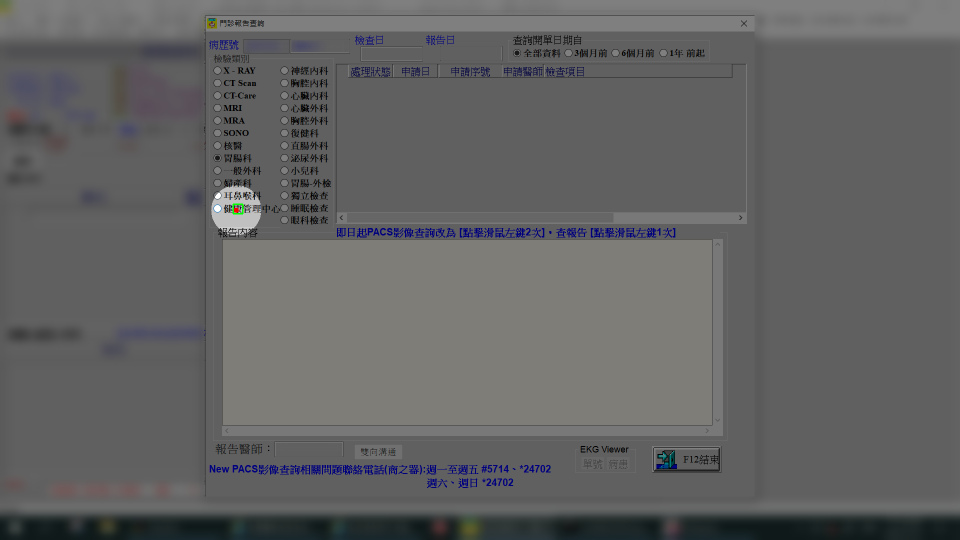 門診報告查詢
病歷號 檢查日 報告日 查詢開單日期自
全部資料 3個月前 6個月前 1年 前起
檢驗類別
X - RAY 神經內科
CT Scan 胸腔內科
CT-Care 心臟內科
MRI 心臟外科
MRA 胸腔外科
SONO 復健科
核醫 直腸外科
胃腸科 泌尿外科
一般外科 小兒科
婦產科 胃腸-外檢
耳鼻喉科 獨立檢查
健康管理中心 睡眠檢查
眼科檢查
處理狀態 申請日 申請序號 申請醫師 檢查項目
報告內容 即日起PACS影像查詢改為 [點擊滑鼠左鍵2次]，查報告 [點擊滑鼠左鍵1次]
報告醫師： 雙向溝通
EKG Viewer
單號 病患
F12結束
New PACS影像查詢相關問題聯絡電話(商之器):週一至週五 #5714、*24702
週六、週日 *24702